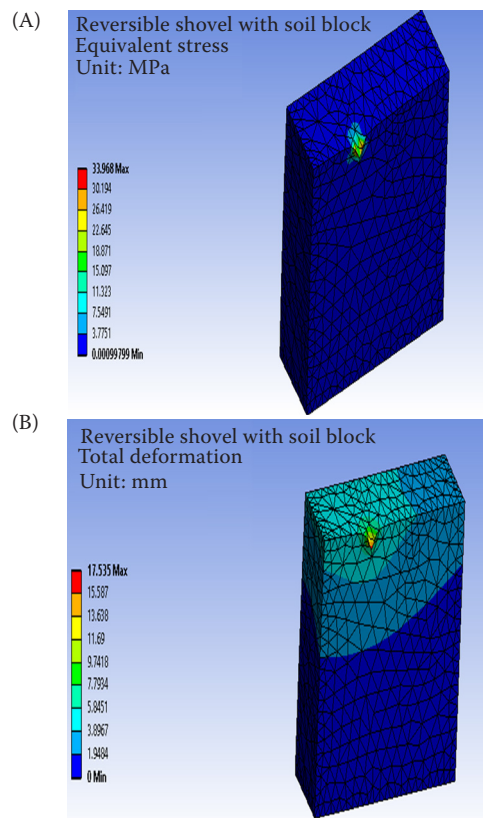 (A)
Reversible shovel with soil block
Equivalent stress
Unit: MPa
33.968 Max
30.194
26.419
22.645
18.871
15.097
11.323
7.5491
3.7751
0.00099799 Min
(B)
Reversible shovel with soil block
Total deformation
Unit: mm
17.535 Max
15.587
13.638
11.69
9.7418
7.7934
5.8451
3.8967
1.9484
0 Min